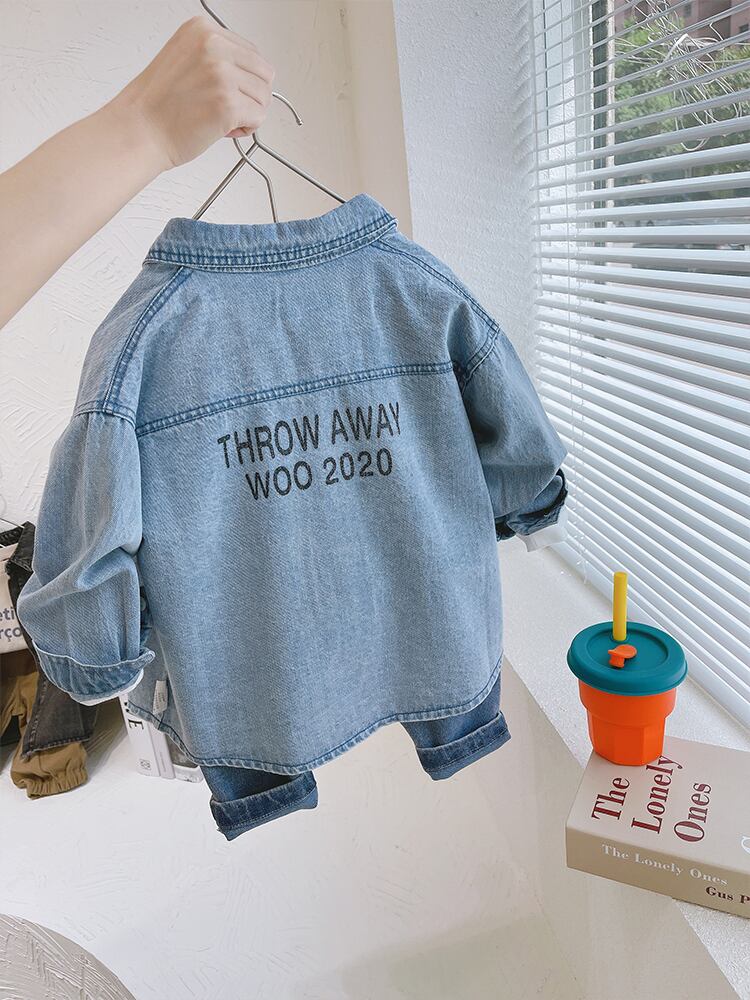 THROW AWAY
WOO 2020
The
Lonely
Ones
The Lonely Ones
Gus P